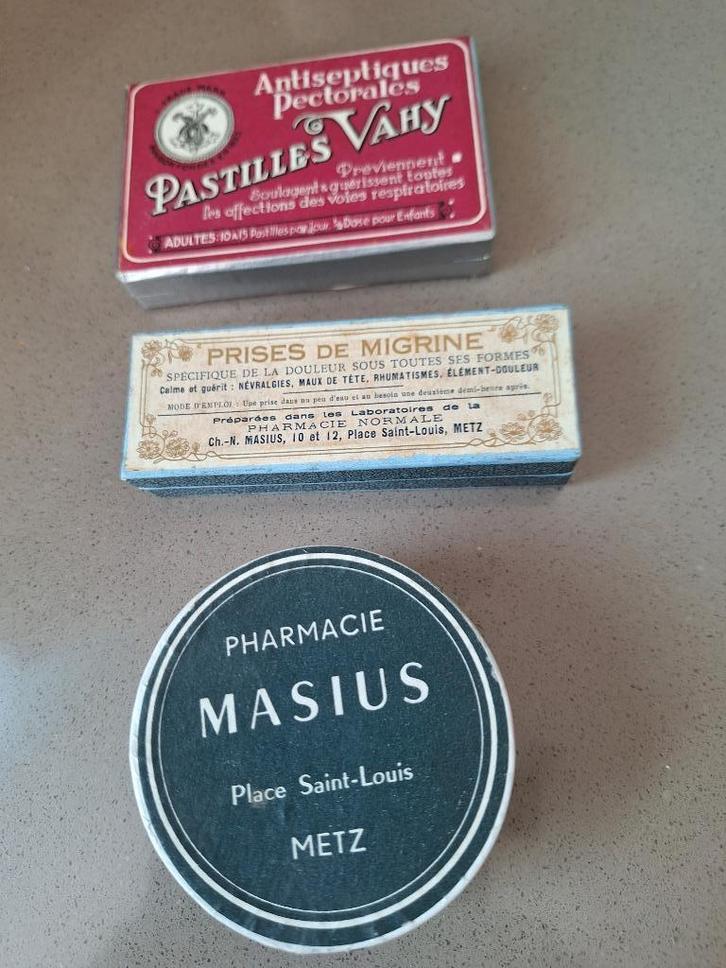 Antiseptiques
Pectorales
PASTILLES VAHY
Préviennent
Soulagent & guérissent toutes
les affections des voies respiratoires
ADULTES: 10 à 15 Pastilles par Jour. ½ Dose pour Enfants
TRADE MARK
PRISES DE MIGRINE
SPÉCIFIQUE DE LA DOULEUR SOUS TOUTES SES FORMES
Calme et guérit : NÉVRALGIES, MAUX DE TÊTE, RHUMATISMES, ÉLÉMENT-DOULEUR
MODE D'EMPLOI : Une prise dans un peu d'eau et au besoin une deuxième demi-heure après.
Préparées dans les Laboratoires de la
PHARMACIE NORMALE
Ch.-N. MASIUS, 10 et 12, Place Saint-Louis, METZ
PHARMACIE
MASIUS
Place Saint-Louis
METZ